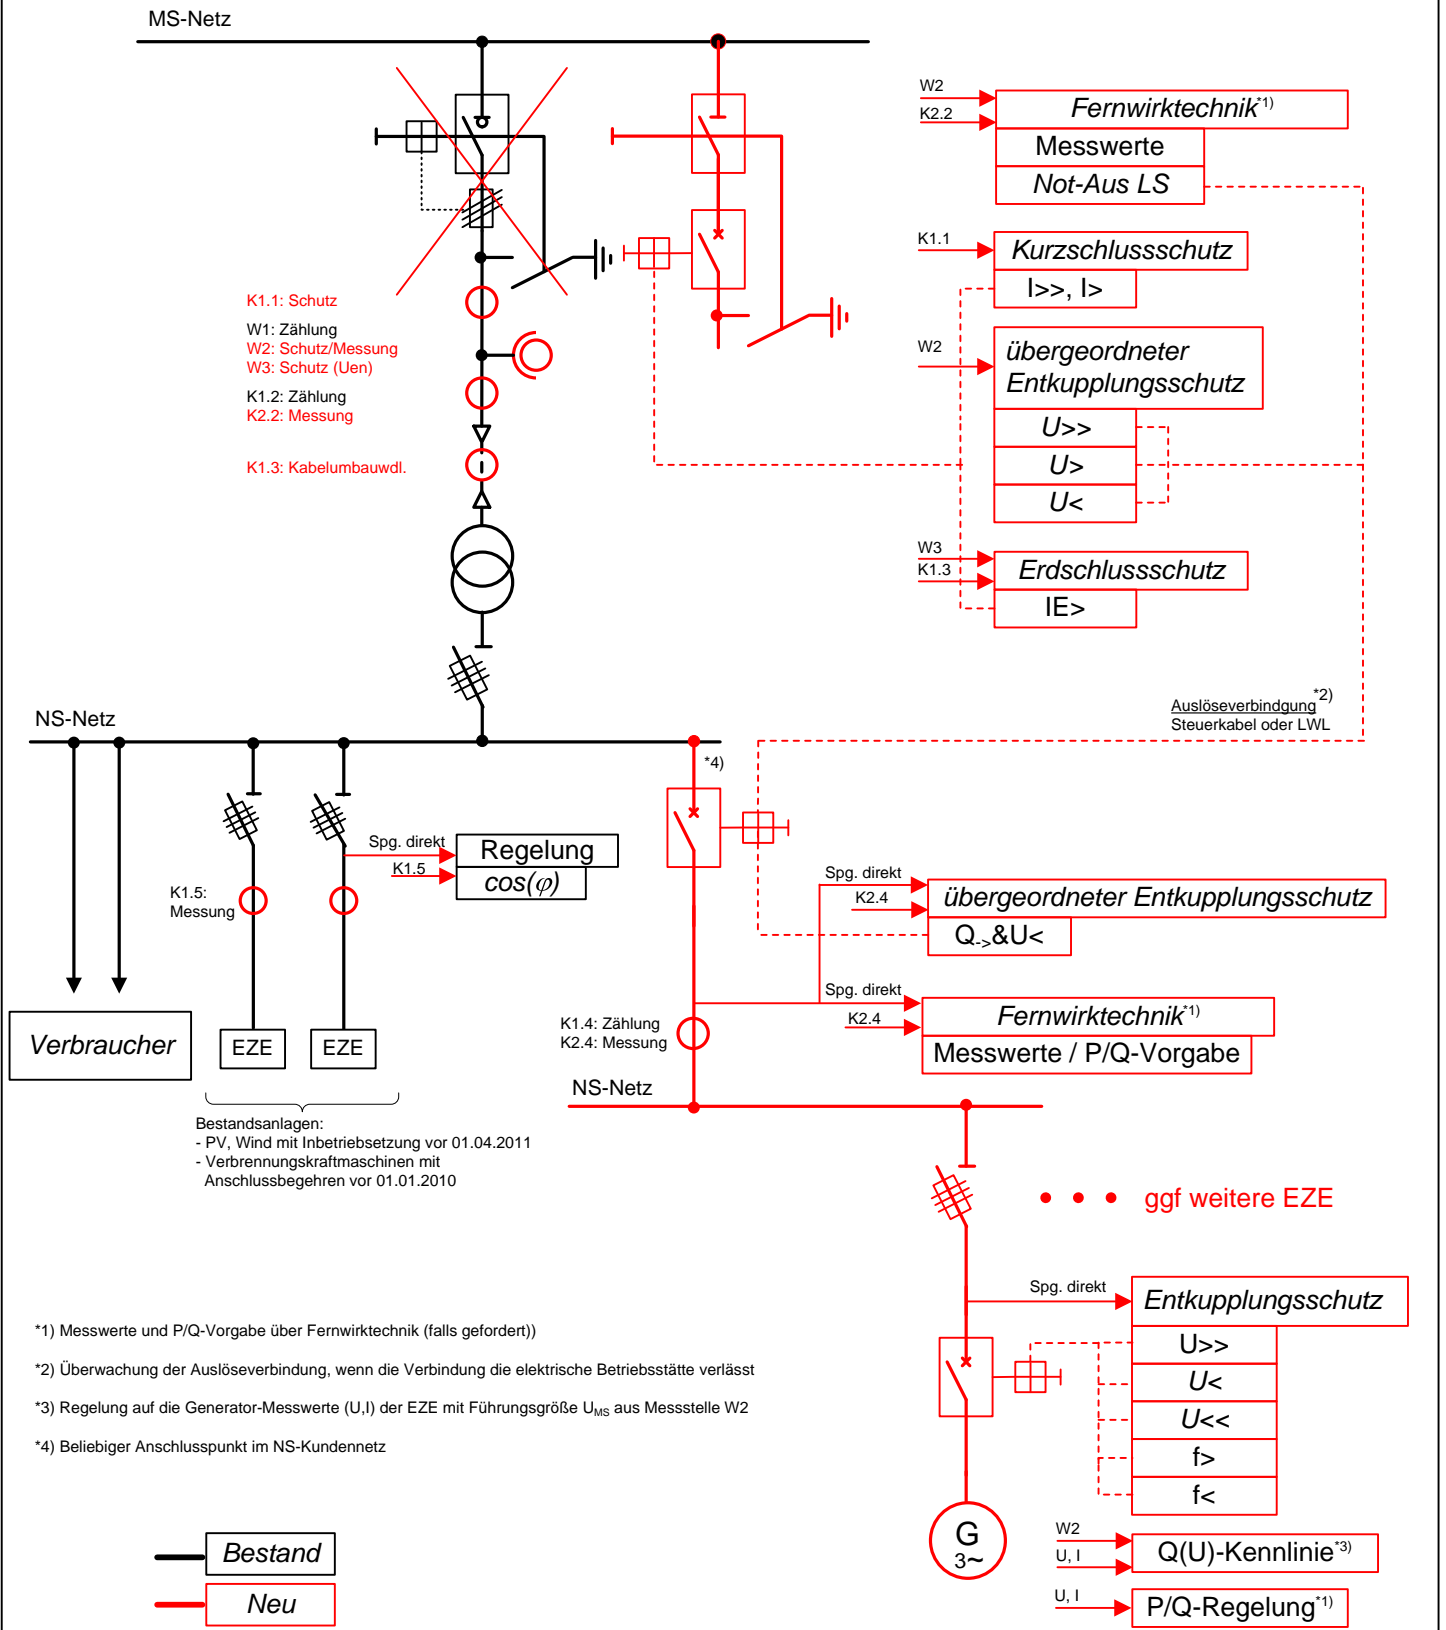 MS-Netz
W2
K2.2
Fernwirktechnik*1)
Messwerte
Not-Aus LS
K1.1
Kurzschlussschutz
I>>, I>
K1.1: Schutz
W1: Zählung
W2: Schutz/Messung
W3: Schutz (Uen)
K1.2: Zählung
K2.2: Messung
K1.3: Kabelumbauwdl.
W2
übergeordneter
Entkupplungsschutz
U>>
U>
U<
W3
K1.3
Erdschlussschutz
IE>
Auslöseverbindgung*2)
Steuerkabel oder LWL
NS-Netz
*4)
Spg. direkt
K1.5
Regelung
cos(φ)
K1.5:
Messung
Spg. direkt
K2.4
übergeordneter Entkupplungsschutz
Q->&U<
Spg. direkt
K2.4
Fernwirktechnik*1)
Messwerte / P/Q-Vorgabe
K1.4: Zählung
K2.4: Messung
Verbraucher
EZE
EZE
NS-Netz
Bestandsanlagen:
- PV, Wind mit Inbetriebsetzung vor 01.04.2011
- Verbrennungskraftmaschinen mit
Anschlussbegehren vor 01.01.2010
ggf weitere EZE
Spg. direkt
Entkupplungsschutz
U>>
U<
U<<
f>
f<
*1) Messwerte und P/Q-Vorgabe über Fernwirktechnik (falls gefordert))
*2) Überwachung der Auslöseverbindung, wenn die Verbindung die elektrische Betriebsstätte verlässt
*3) Regelung auf die Generator-Messwerte (U,I) der EZE mit Führungsgröße UMS aus Messstelle W2
*4) Beliebiger Anschlusspunkt im NS-Kundennetz
G
3~
W2
U, I
Q(U)-Kennlinie*3)
U, I
P/Q-Regelung*1)
Bestand
Neu